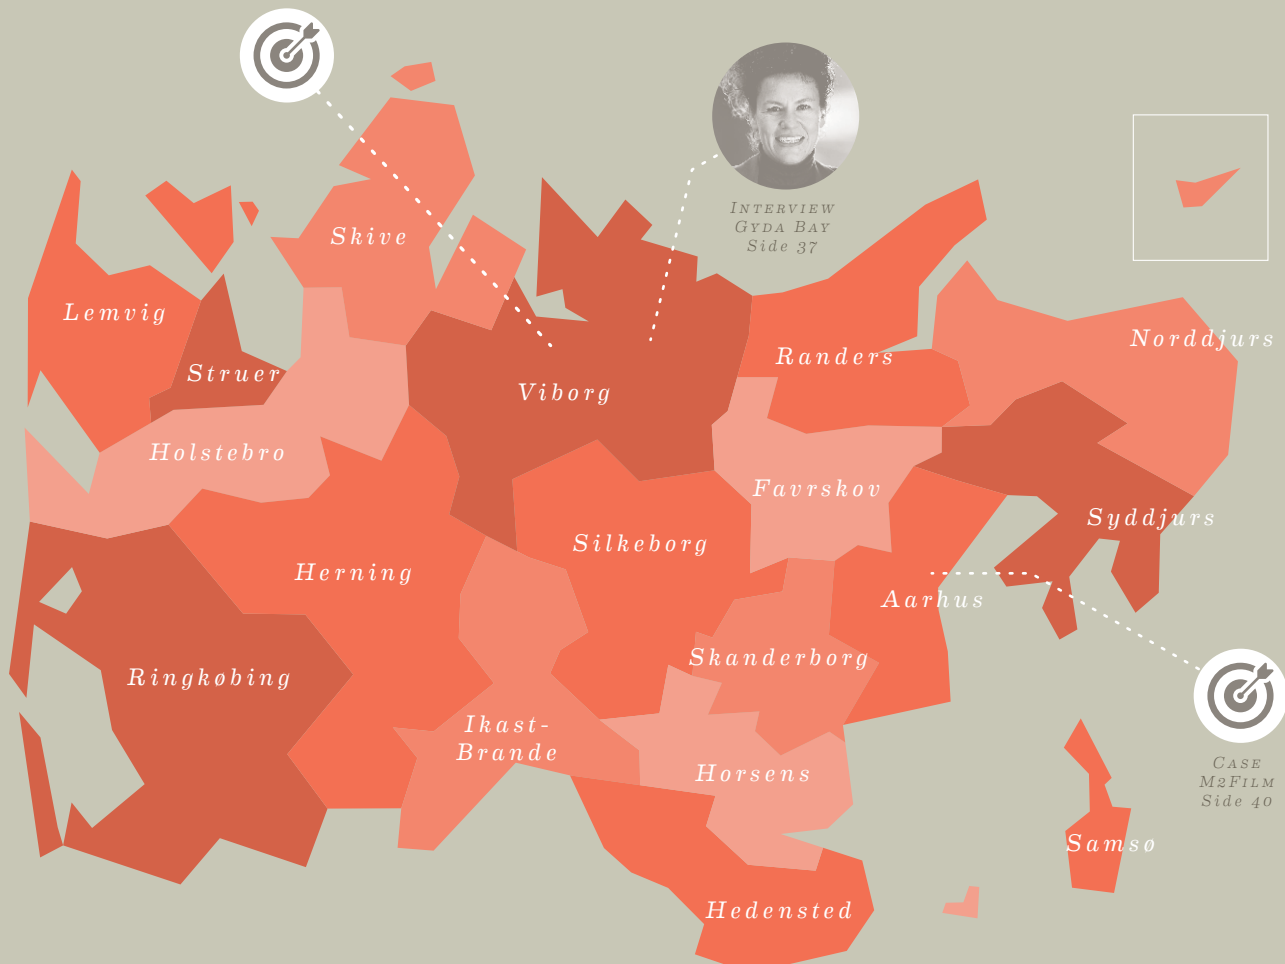 Interview
Gyda Bay
Side 37
Skive
Lemvig
Norddjurs
Randers
Struer
Viborg
Holstebro
Favrskov
Syddjurs
Silkeborg
Herning
Aarhus
Skanderborg
Ringkøbing
Ikast-
Brande
Horsens
Case
M2Film
Side 40
Samsø
Hedensted